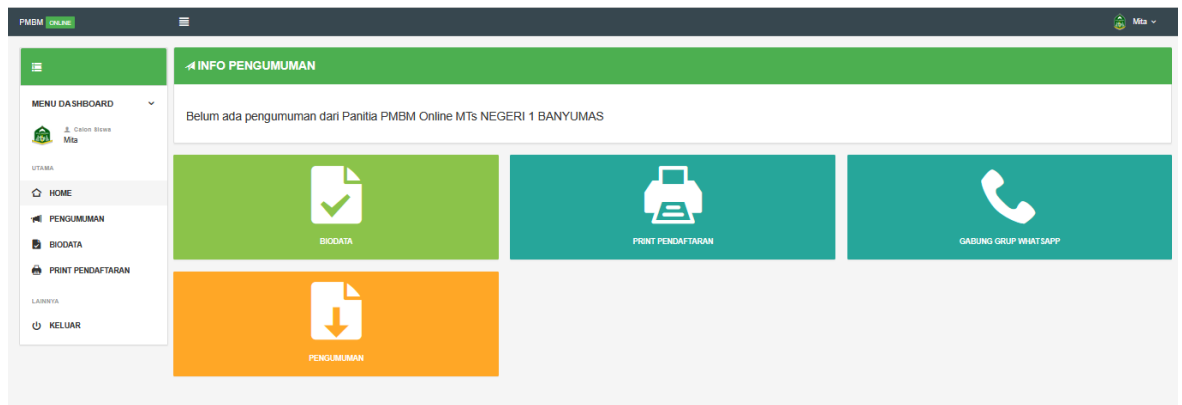 PMBM ONLINE
Mita
INFO PENGUMUMAN
MENU DASHBOARD
Calon Siswa
Mita
Belum ada pengumuman dari Panitia PMBM Online MTs NEGERI 1 BANYUMAS
UTAMA
HOME
PENGUMUMAN
BIODATA
PRINT PENDAFTARAN
LAINNYA
KELUAR
BIODATA
PRINT PENDAFTARAN
GABUNG GRUP WHATSAPP
PENGUMUMAN